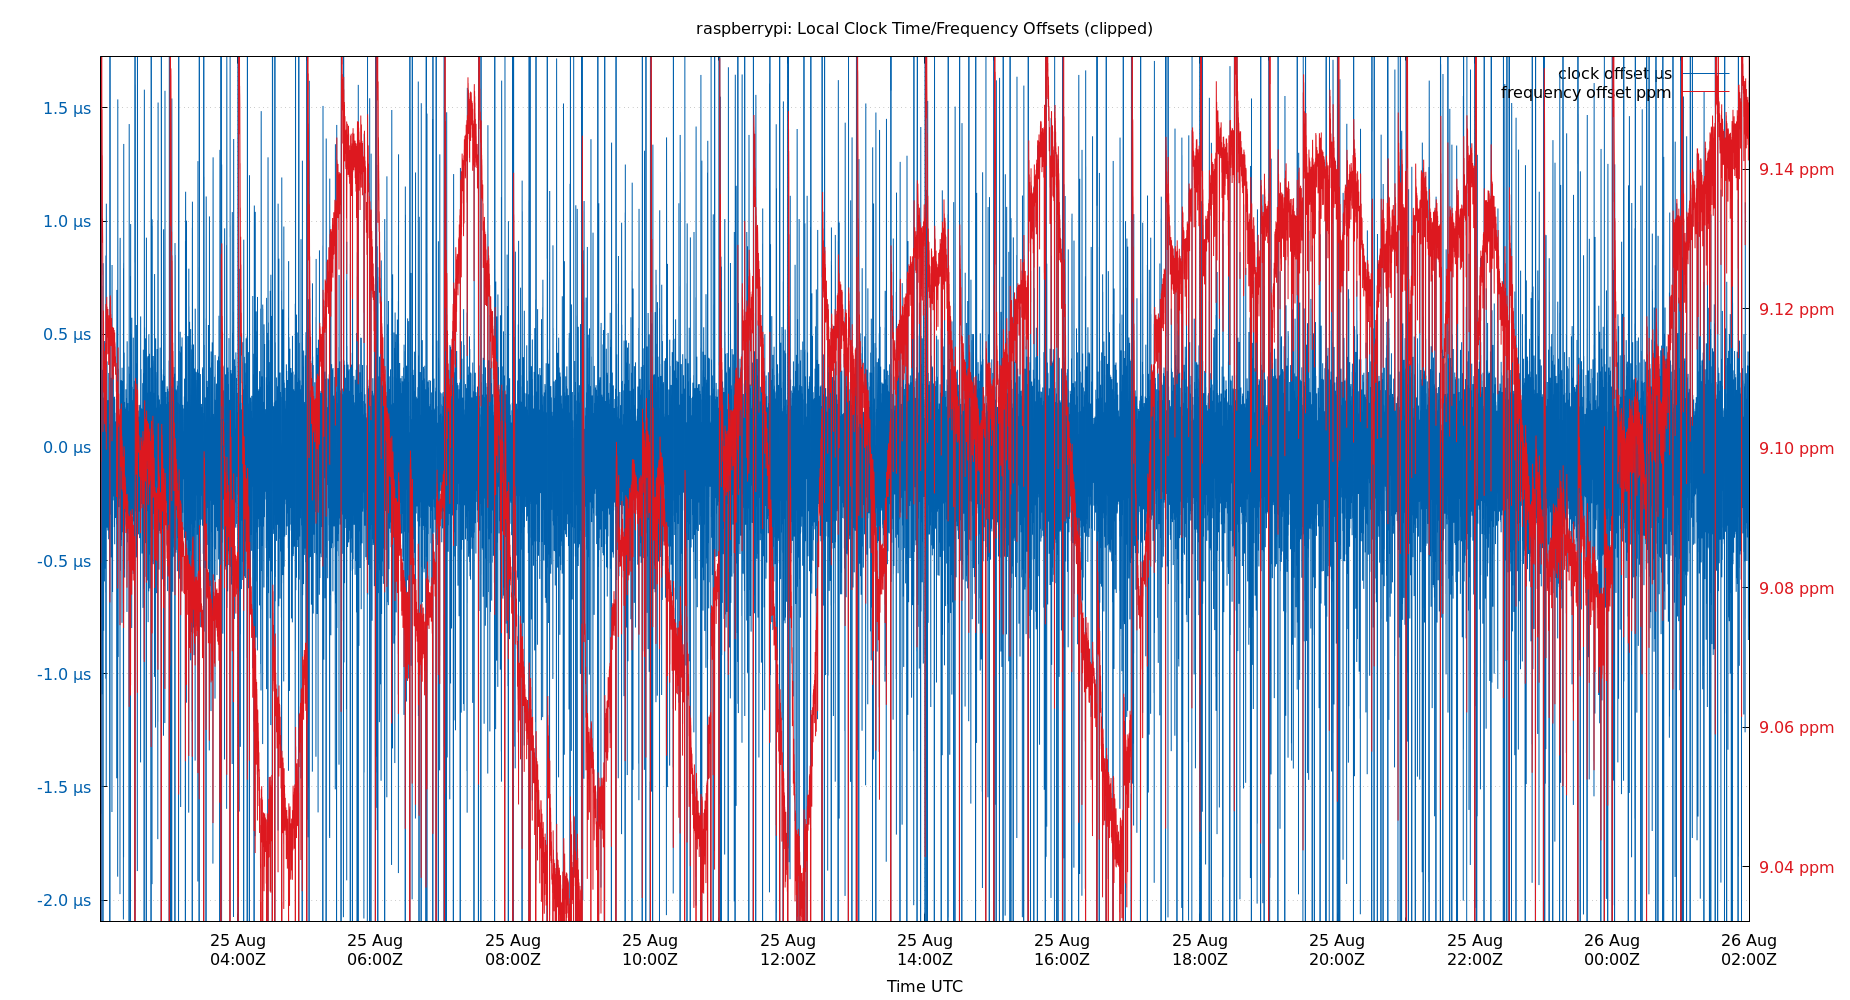 raspberrypi: Local Clock Time/Frequency Offsets (clipped)
clock offset µs
frequency offset ppm
1.5 µs
1.0 µs
0.5 µs
0.0 µs
-0.5 µs
-1.0 µs
-1.5 µs
-2.0 µs
9.14 ppm
9.12 ppm
9.10 ppm
9.08 ppm
9.06 ppm
9.04 ppm
25 Aug 25 Aug 25 Aug 25 Aug 25 Aug 25 Aug 25 Aug 25 Aug 25 Aug 25 Aug 26 Aug 26 Aug
04:00Z 06:00Z 08:00Z 10:00Z 12:00Z 14:00Z 16:00Z 18:00Z 20:00Z 22:00Z 00:00Z 02:00Z
Time UTC